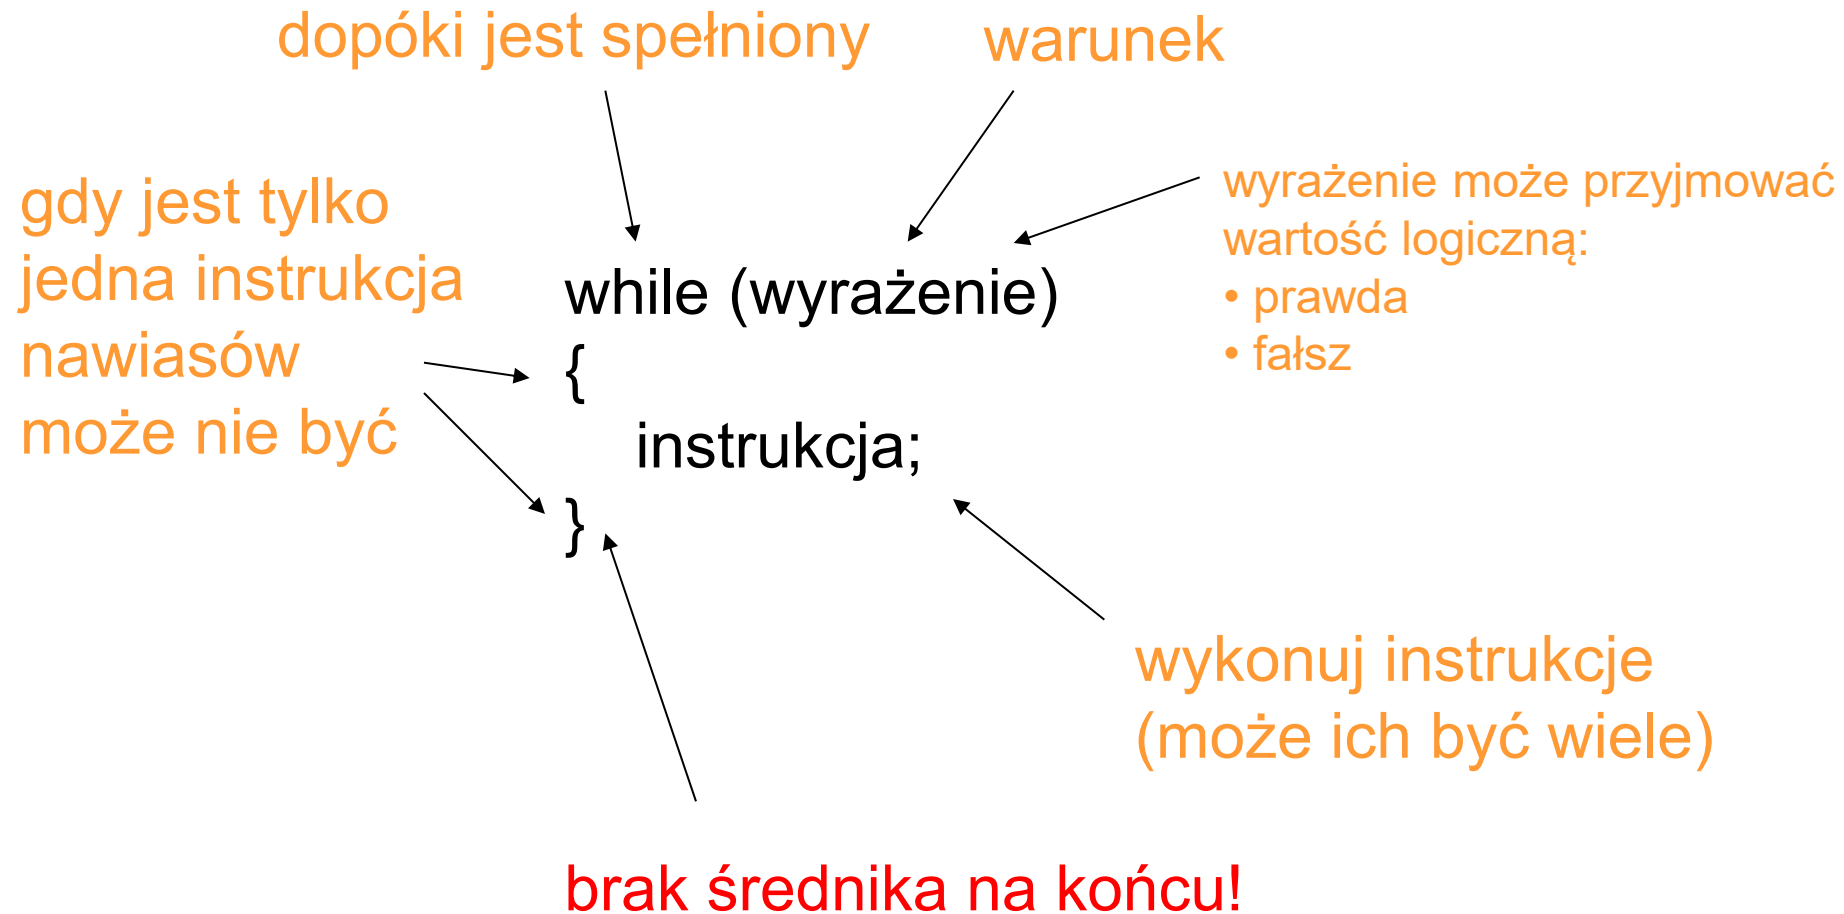 dopóki jest spełniony
warunek
gdy jest tylko
jedna instrukcja
nawiasów
może nie być
wyrażenie może przyjmować
wartość logiczną:
• prawda
• fałsz
while (wyrażenie)
{
instrukcja;
}
wykonuj instrukcje
(może ich być wiele)
brak średnika na końcu!